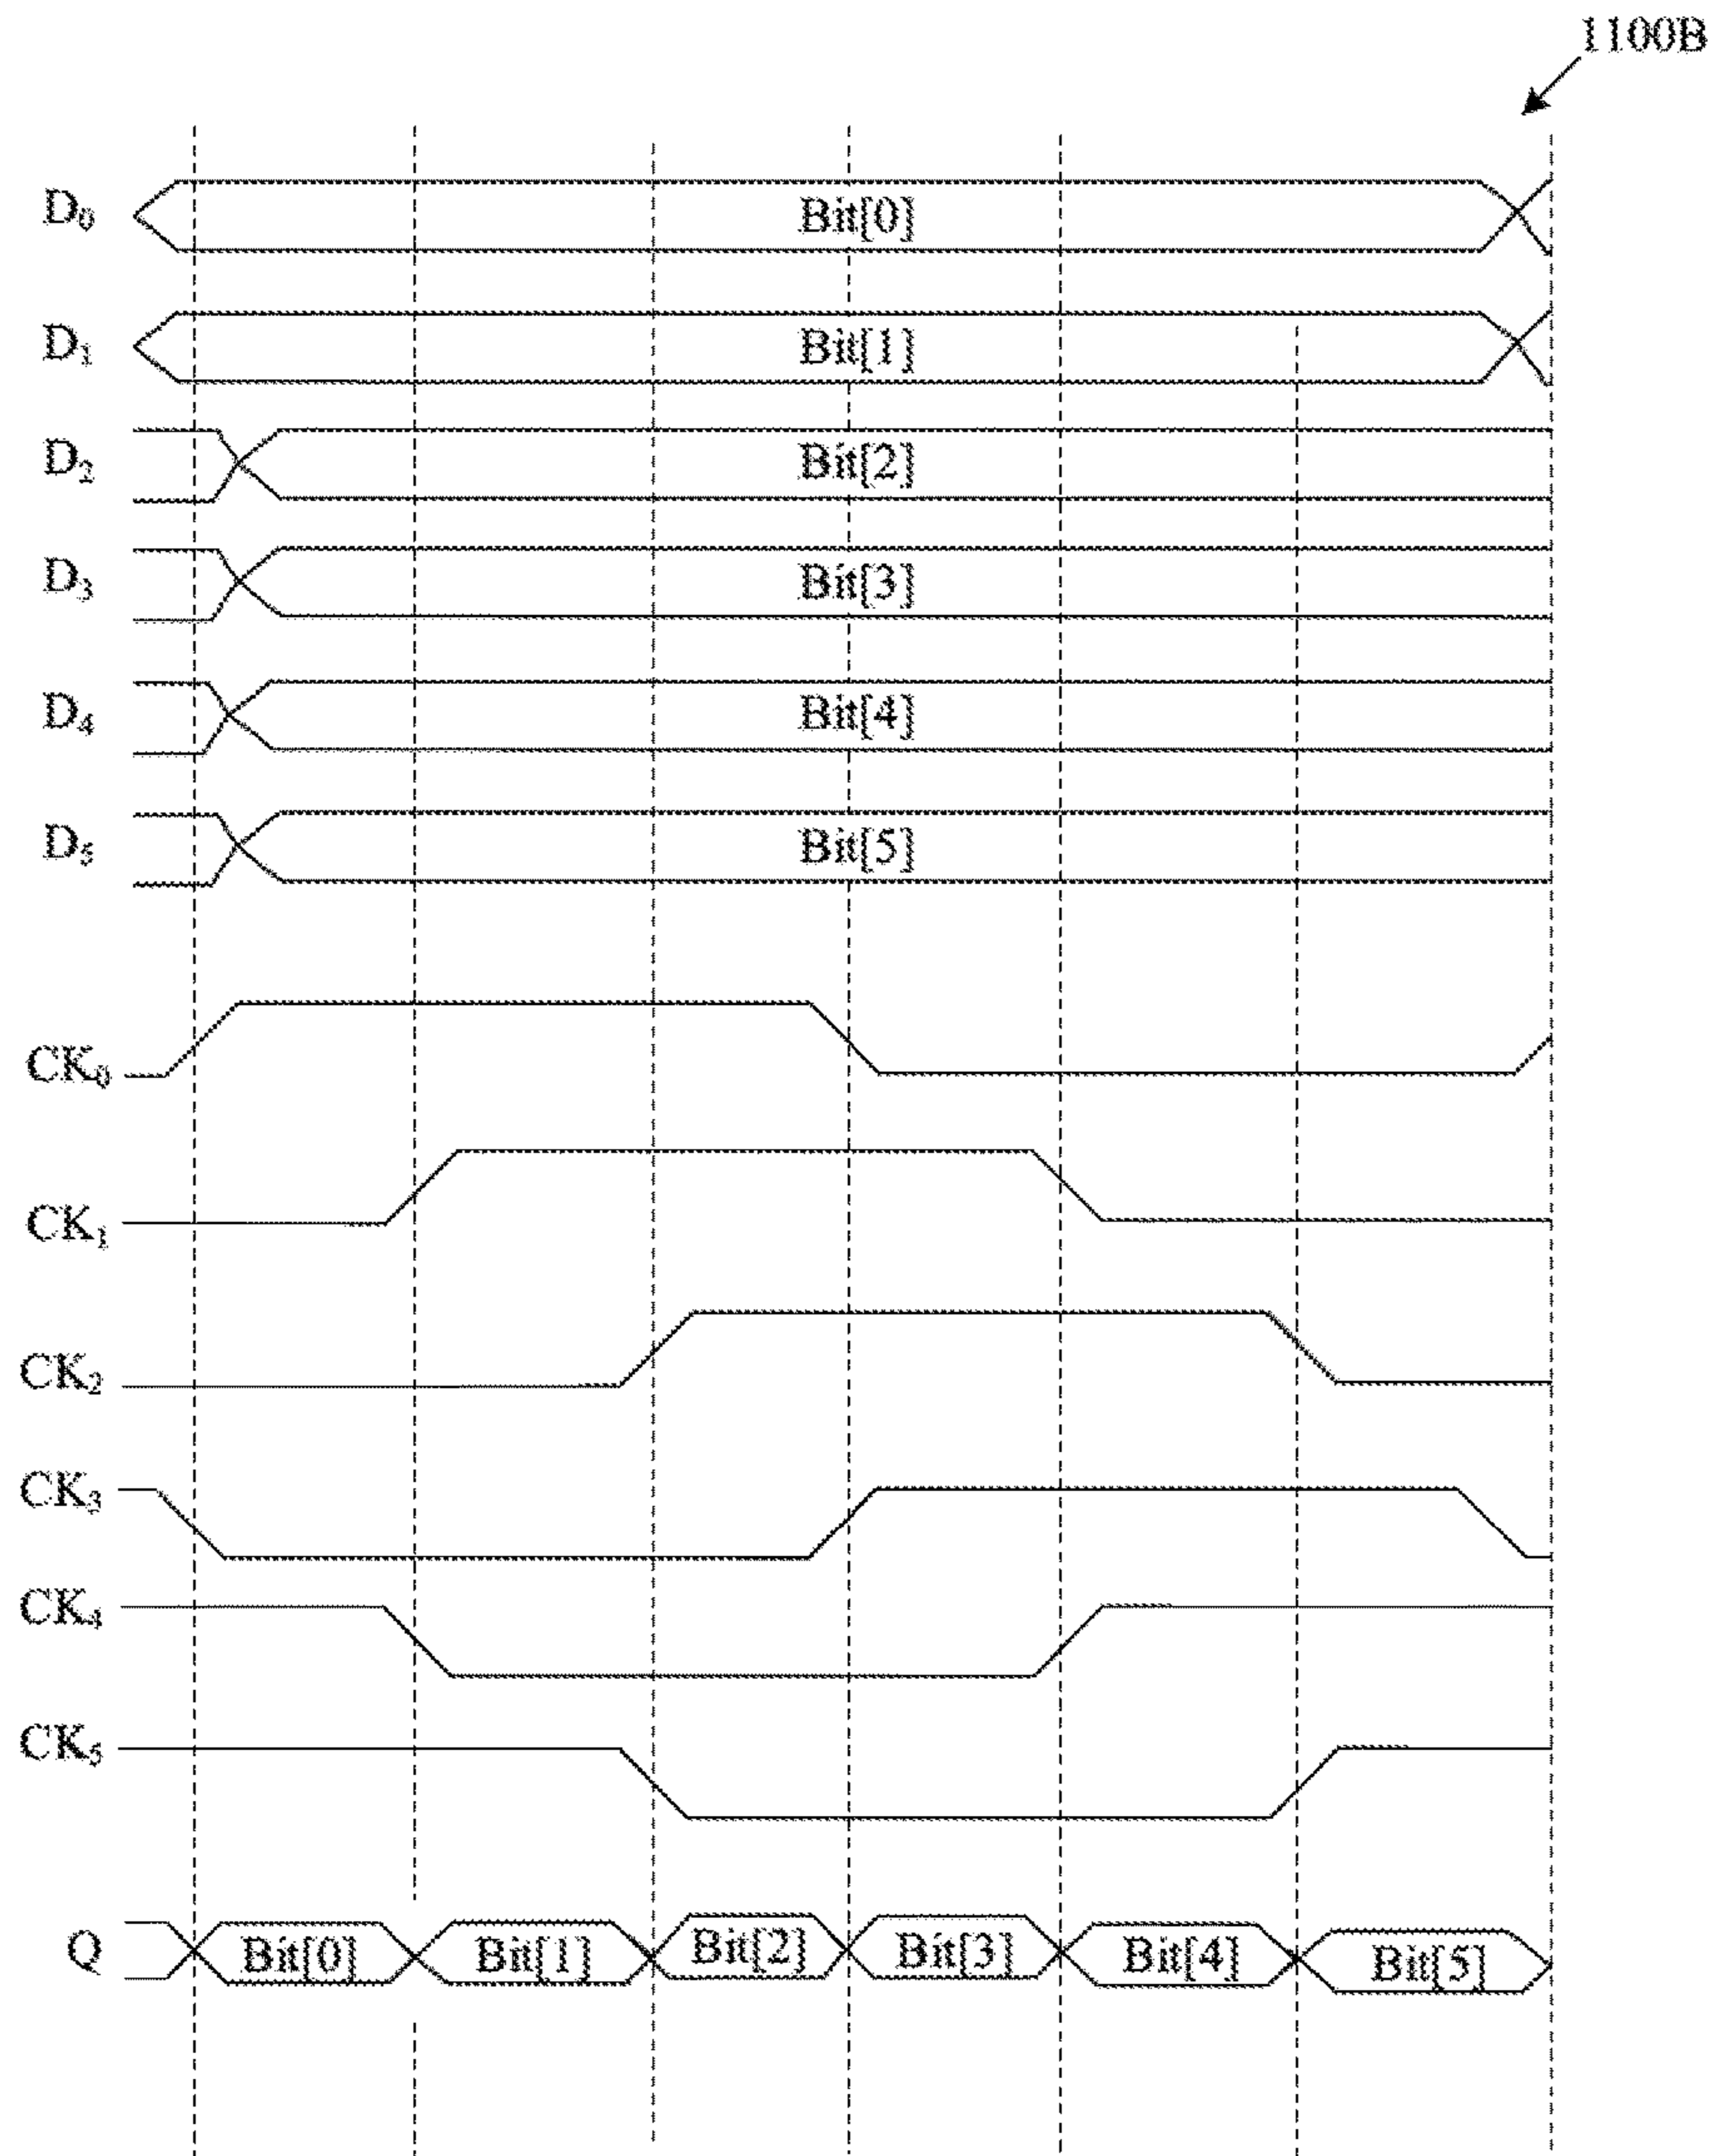 1100B
D₀ Bit[0]
D₁ Bit[1]
D₂ Bit[2]
D₃ Bit[3]
D₄ Bit[4]
D₅ Bit[5]
CK₀
CK₁
CK₂
CK₃
CK₄
CK₅
Q Bit[0] Bit[1] Bit[2] Bit[3] Bit[4] Bit[5]